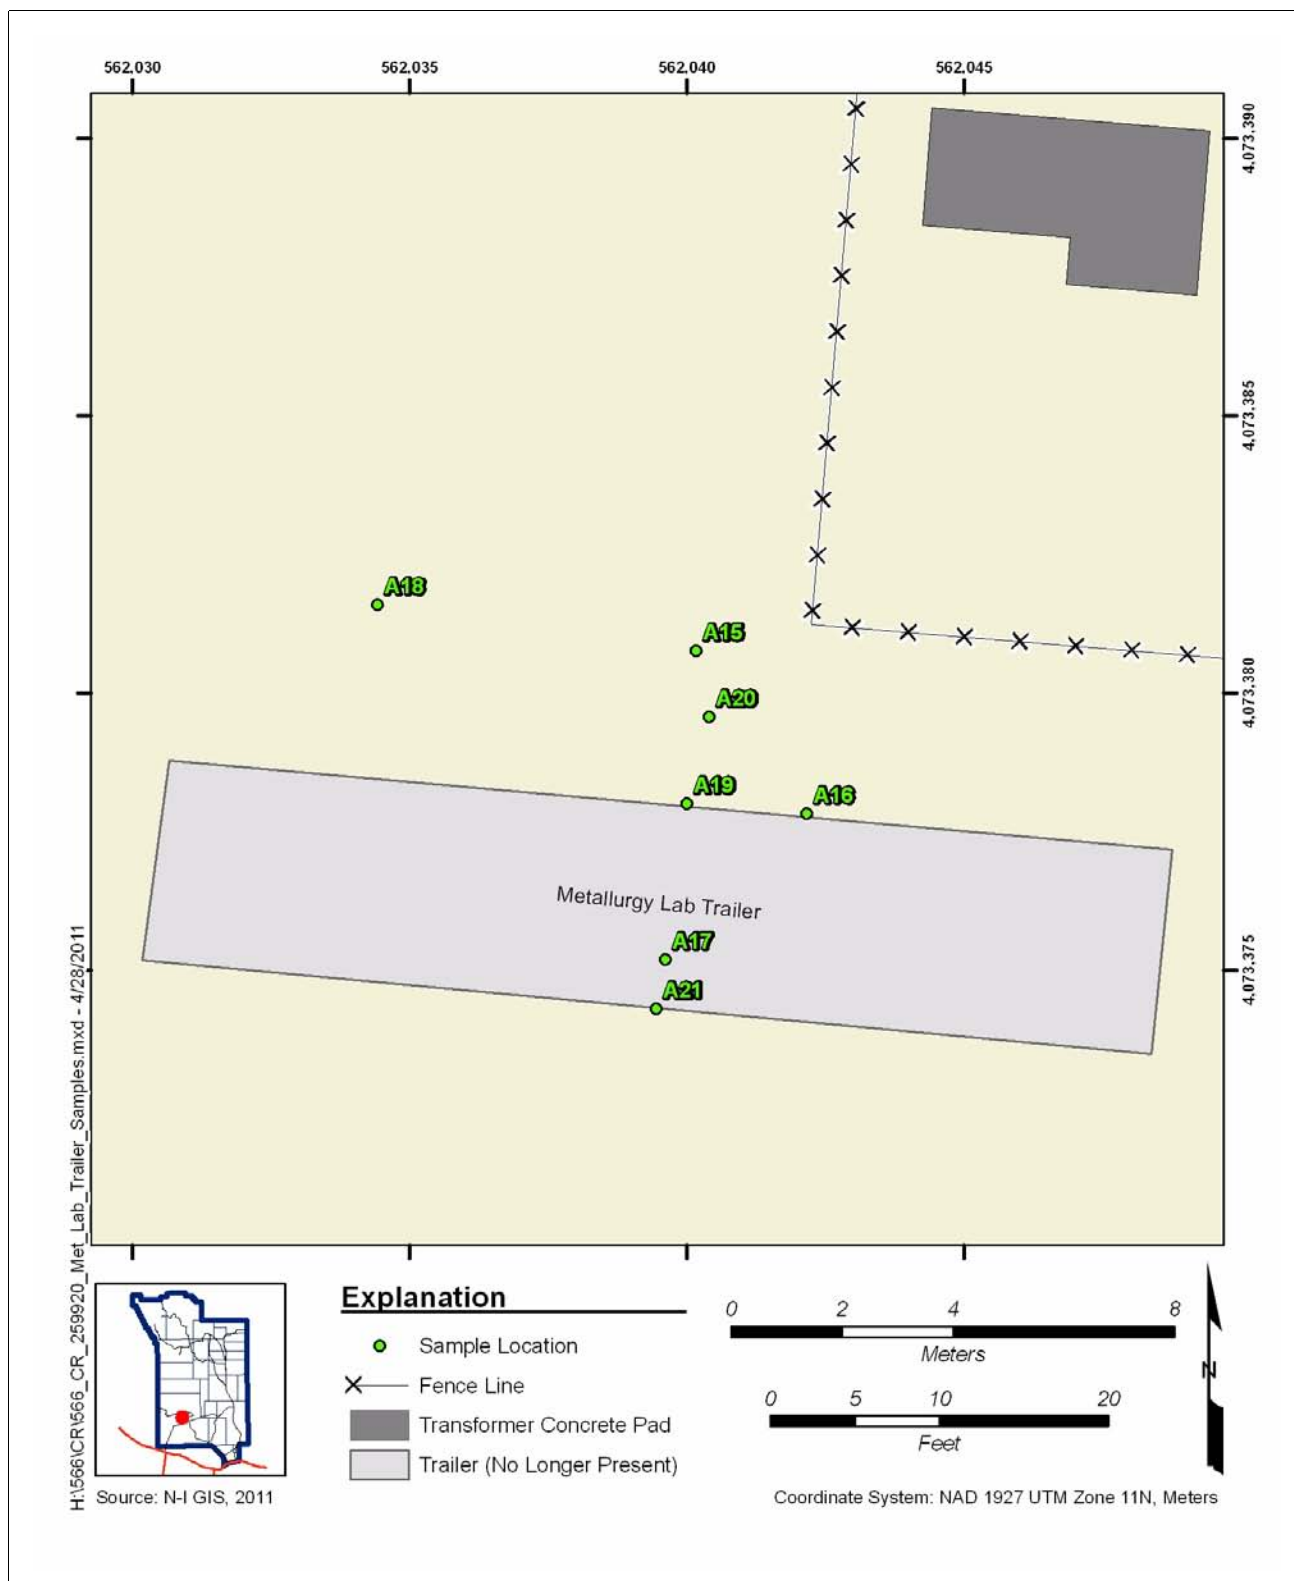 562,030 562,035 562,040 562,045
4,073,390
4,073,385
A18
A15
4,073,380
A20
A19
A16
Metallurgy Lab Trailer
A17
4,073,375
A21
H:\566\CR\566_CR_259920_Met_Lab_Trailer_Samples.mxd - 4/28/2011
Explanation
Sample Location
Fence Line
Transformer Concrete Pad
Trailer (No Longer Present)
0 2 4 8
Meters
0 5 10 20
Feet
N
Source: N-I GIS, 2011
Coordinate System: NAD 1927 UTM Zone 11N, Meters